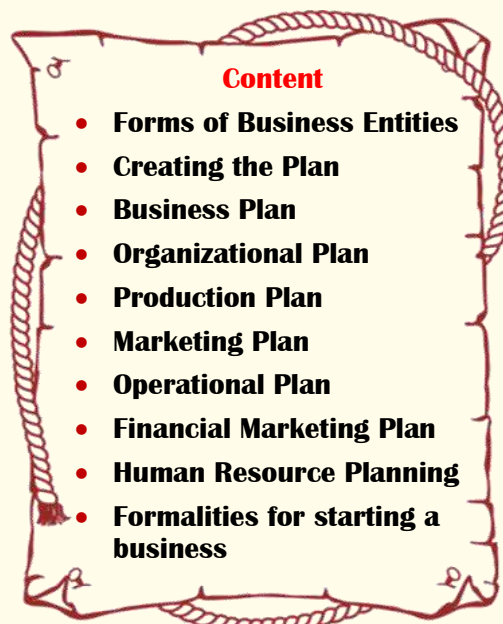 Content
• Forms of Business Entities
• Creating the Plan
• Business Plan
• Organizational Plan
• Production Plan
• Marketing Plan
• Operational Plan
• Financial Marketing Plan
• Human Resource Planning
• Formalities for starting a
business